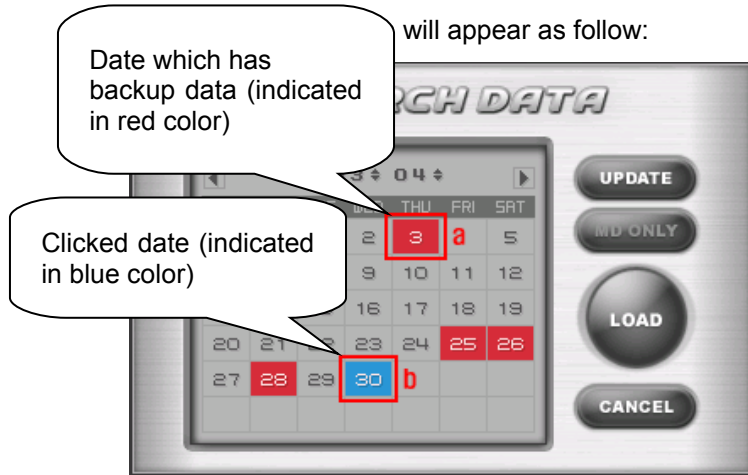 will appear as follow:
Date which has
backup data (indicated
in red color)
RCH DATA
3 04
UPDATE
WED THU FRI SAT
MD ONLY
2 3 a 5
Clicked date (indicated
in blue color)
9 10 11 12
16 17 18 19
LOAD
20 21 22 23 24 25 26
27 28 29 30 b
CANCEL